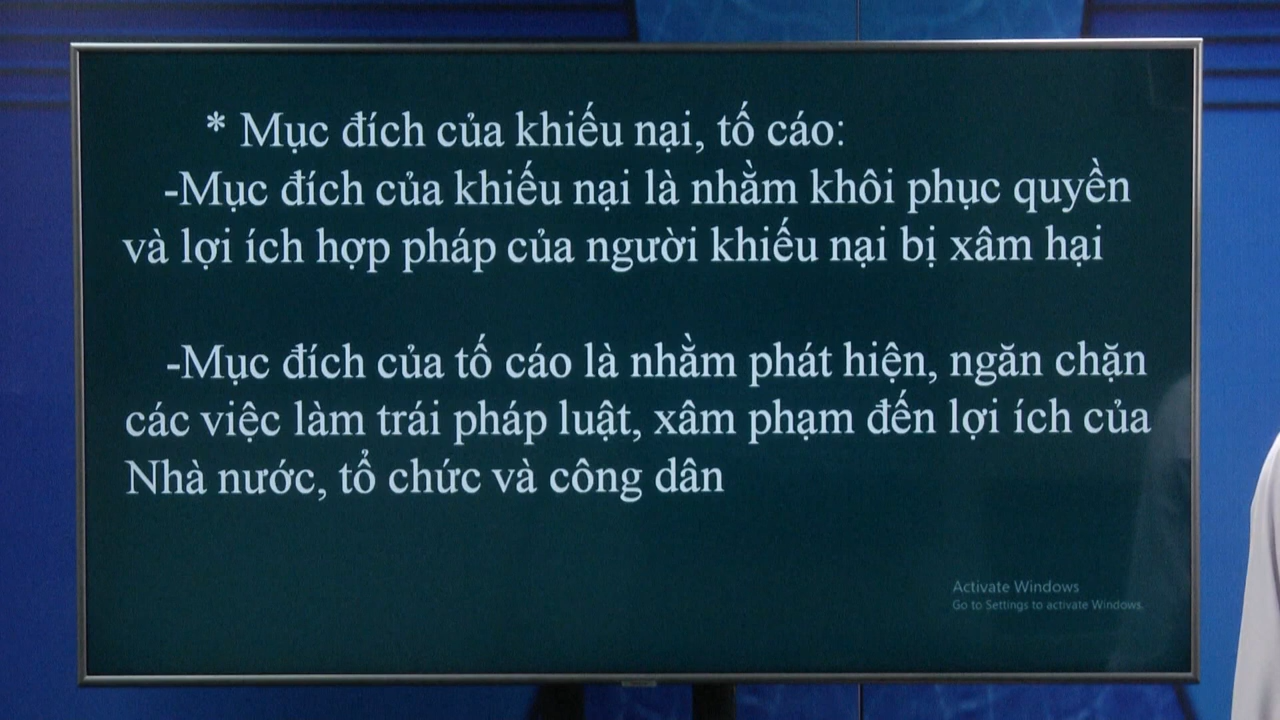 * Mục đích của khiếu nại, tố cáo:
-Mục đích của khiếu nại là nhằm khôi phục quyền
và lợi ích hợp pháp của người khiếu nại bị xâm hại
-Mục đích của tố cáo là nhằm phát hiện, ngăn chặn
các việc làm trái pháp luật, xâm phạm đến lợi ích của
Nhà nước, tổ chức và công dân
Activate Windows
Go to Settings to activate Windows.